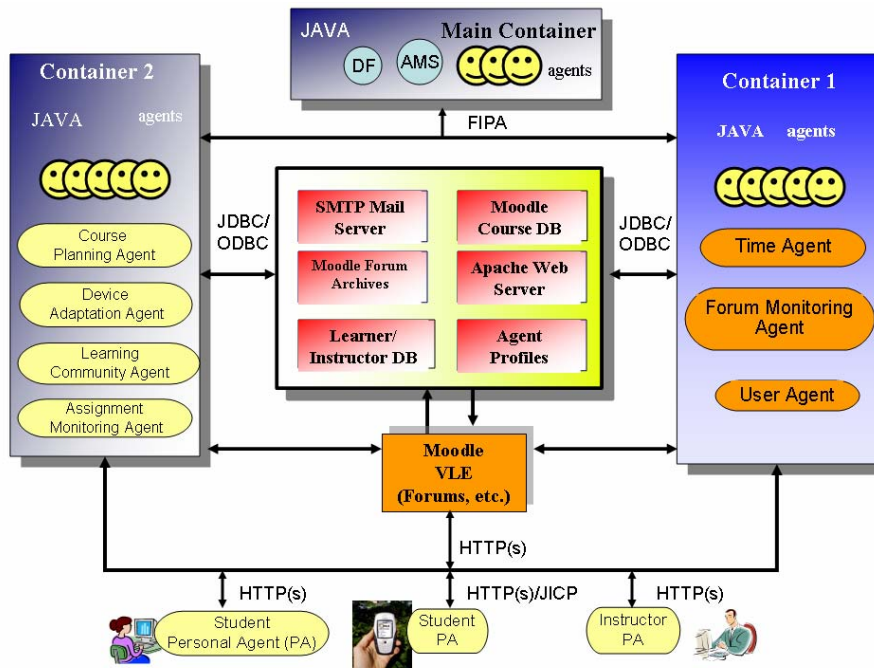 JAVA
Main Container
DF
AMS
agents
Container 2
JAVA
agents
Course
Planning Agent
Device
Adaptation Agent
Learning
Community Agent
Assignment
Monitoring Agent
FIPA
JDBC/
ODBC
SMTP Mail
Server
Moodle
Course DB
Moodle Forum
Archives
Apache Web
Server
Learner/
Instructor DB
Agent
Profiles
JDBC/
ODBC
Container 1
JAVA
agents
Time Agent
Forum Monitoring
Agent
User Agent
Moodle
VLE
(Forums, etc.)
HTTP(s)
HTTP(s)
HTTP(s)/JICP
HTTP(s)
Student
Personal Agent (PA)
Student
PA
Instructor
PA